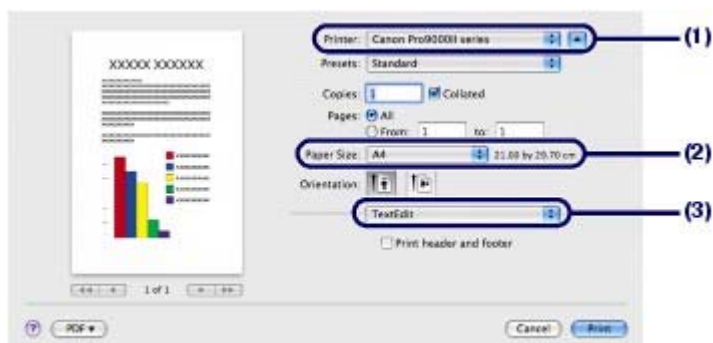 Printer: Canon Pro9000II series (1)
XXXXX XXXXXX
Presets: Standard
Copies: 1 Collated
Pages: All
From: 1 to: 1
Paper Size: A4 21.00 by 29.70 cm (2)
Orientation:
TextEdit (3)
Print header and footer
1 of 1
? PDF ▾ Cancel Print